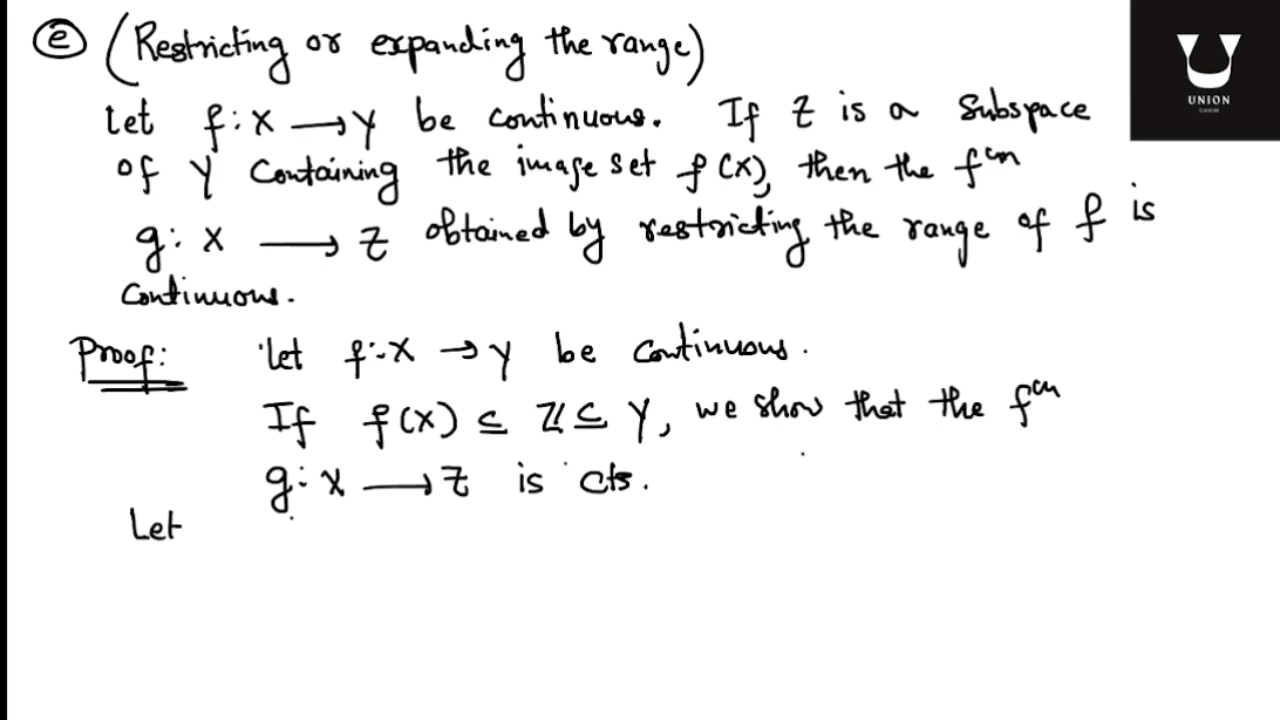 ⓔ (Restricting or expanding the range)
Let f: X → Y be continuous. If Z is a subspace
of Y containing the image set f(X), then the fcn
g: X → Z obtained by restricting the range of f is
continuous.
Proof: Let f: X → Y be continuous.
If f(X) ⊆ Z ⊆ Y, we show that the fcn
g: X → Z is cts.
Let
UNION